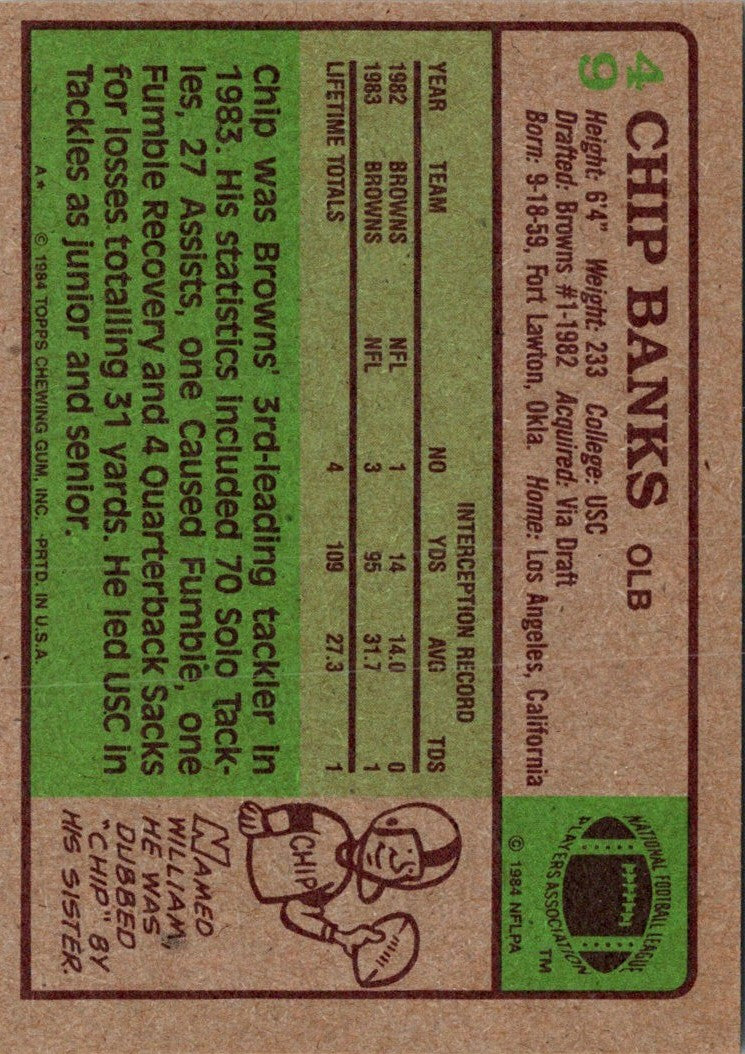 49
CHIP BANKS OLB
Height: 6'4" Weight: 233 College: USC
Drafted: Browns #1-1982 Acquired: Via Draft
Born: 9-18-59, Fort Lawton, Okla. Home: Los Angeles, California
NATIONAL FOOTBALL LEAGUE
PLAYERS ASSOCIATION
TM
© 1984 NFLPA
INTERCEPTION RECORD
YEAR TEAM NO YDS AVG TDS
1982 BROWNS NFL 1 14 14.0 0
1983 BROWNS NFL 3 95 31.7 1
LIFETIME TOTALS 4 109 27.3 1
Chip was Browns' 3rd-leading tackler in
1983. His statistics included 70 Solo Tack-
les, 27 Assists, one Caused Fumble, one
Fumble Recovery and 4 Quarterback Sacks
for losses totalling 31 yards. He led USC in
Tackles as junior and senior.
A* © 1984 TOPPS CHEWING GUM, INC. PRTD. IN U.S.A.
CHIP
NAMED
WILLIAM,
HE WAS
DUBBED
"CHIP" BY
HIS SISTER.